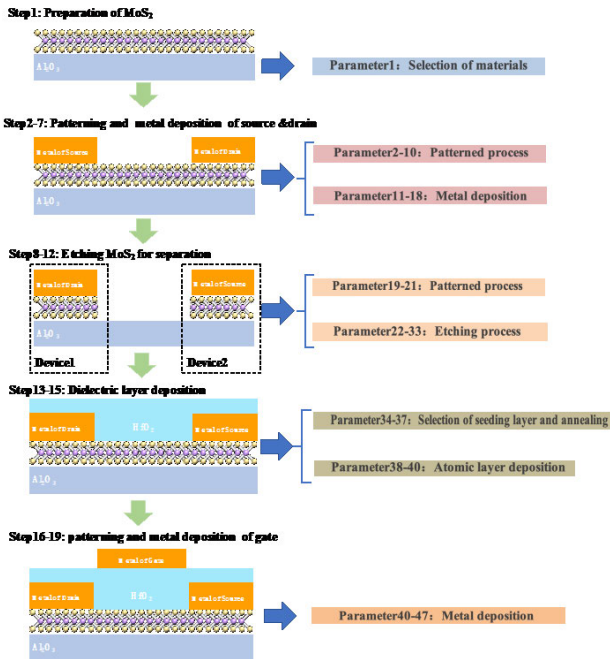 Step1: Preparation of MoS₂
Al₂O₃
Parameter1：Selection of materials
Step2-7: Patterning and metal deposition of source &drain
Metal of Source
Metal of Drain
Al₂O₃
Parameter2-10：Patterned process
Parameter11-18：Metal deposition
Step8-12: Etching MoS₂ for separation
Metal of Drain
Metal of Source
Al₂O₃
Device1
Device2
Parameter19-21：Patterned process
Parameter22-33：Etching process
Step13-15: Dielectric layer deposition
HfO₂
Metal of Drain
Metal of Source
Al₂O₃
Parameter34-37：Selection of seeding layer and annealing
Parameter38-40：Atomic layer deposition
Step16-19: patterning and metal deposition of gate
Metal of Gate
Metal of Drain
HfO₂
Metal of Source
Al₂O₃
Parameter40-47：Metal deposition